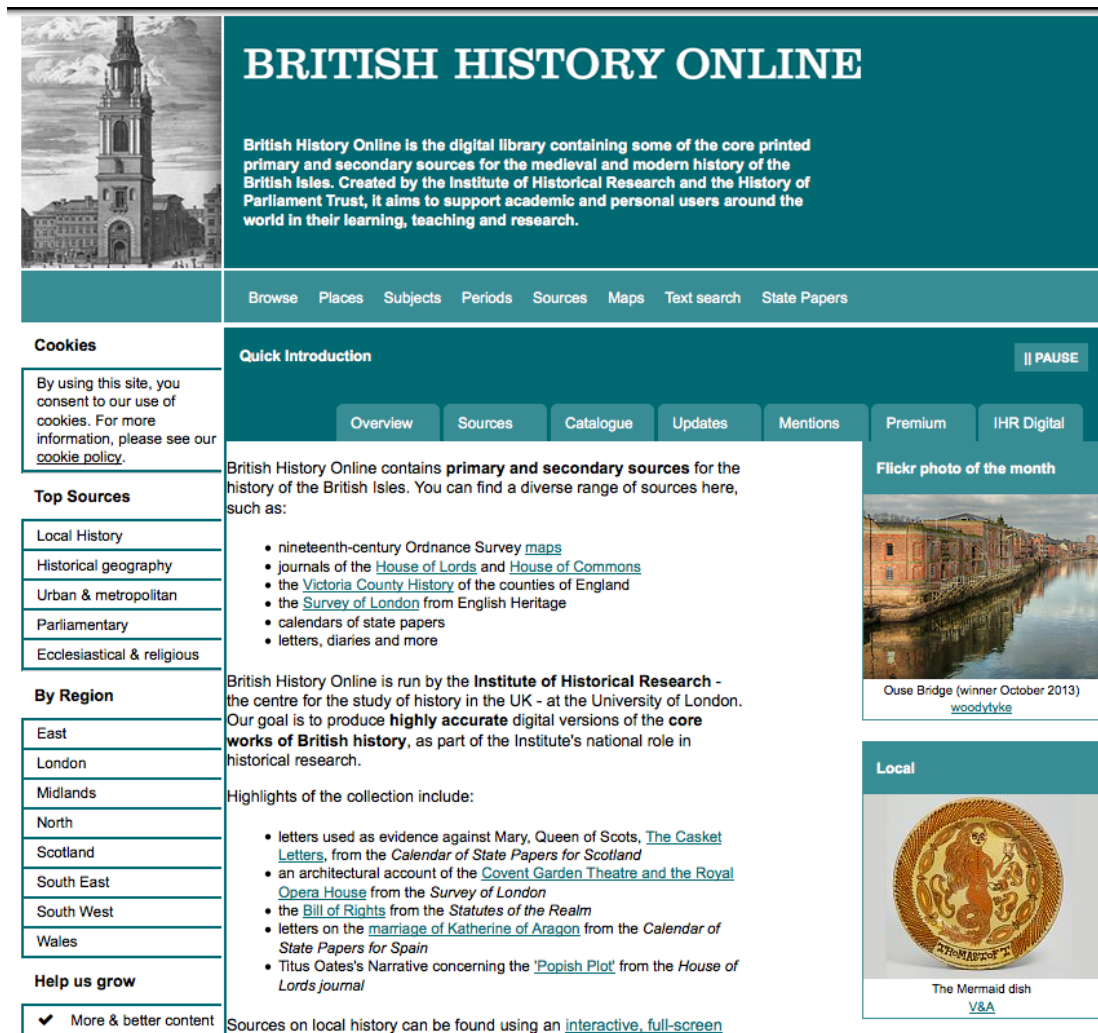 BRITISH HISTORY ONLINE
British History Online is the digital library containing some of the core printed
primary and secondary sources for the medieval and modern history of the
British Isles. Created by the Institute of Historical Research and the History of
Parliament Trust, it aims to support academic and personal users around the
world in their learning, teaching and research.
Browse Places Subjects Periods Sources Maps Text search State Papers
Cookies
By using this site, you
consent to our use of
cookies. For more
information, please see our
cookie policy.
Top Sources
Local History
Historical geography
Urban & metropolitan
Parliamentary
Ecclesiastical & religious
By Region
East
London
Midlands
North
Scotland
South East
South West
Wales
Help us grow
✔ More & better content
Quick Introduction
|| PAUSE
Overview Sources Catalogue Updates Mentions Premium IHR Digital
British History Online contains primary and secondary sources for the
history of the British Isles. You can find a diverse range of sources here,
such as:
• nineteenth-century Ordnance Survey maps
• journals of the House of Lords and House of Commons
• the Victoria County History of the counties of England
• the Survey of London from English Heritage
• calendars of state papers
• letters, diaries and more
British History Online is run by the Institute of Historical Research -
the centre for the study of history in the UK - at the University of London.
Our goal is to produce highly accurate digital versions of the core
works of British history, as part of the Institute's national role in
historical research.
Highlights of the collection include:
• letters used as evidence against Mary, Queen of Scots, The Casket
Letters, from the Calendar of State Papers for Scotland
• an architectural account of the Covent Garden Theatre and the Royal
Opera House from the Survey of London
• the Bill of Rights from the Statutes of the Realm
• letters on the marriage of Katherine of Aragon from the Calendar of
State Papers for Spain
• Titus Oates's Narrative concerning the 'Popish Plot' from the House of
Lords journal
Sources on local history can be found using an interactive, full-screen
Flickr photo of the month
Ouse Bridge (winner October 2013)
woodytyke
Local
THOMASTOFT
The Mermaid dish
V&A